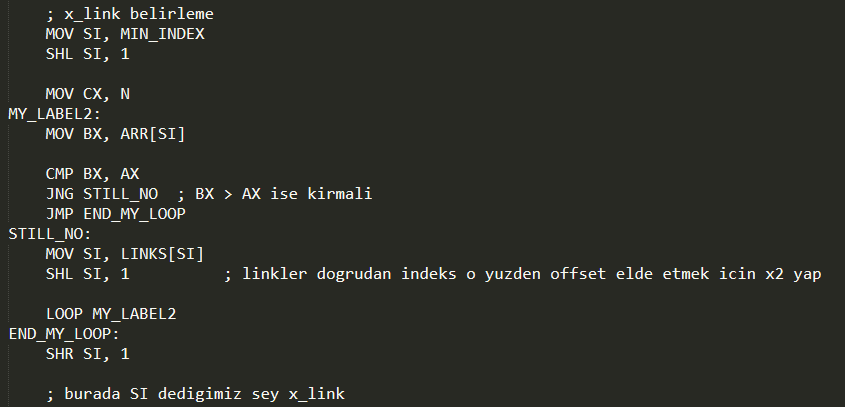 ; x_link belirleme
MOV SI, MIN_INDEX
SHL SI, 1
MOV CX, N
MY_LABEL2:
MOV BX, ARR[SI]
CMP BX, AX
JNG STILL_NO  ; BX > AX ise kirmali
JMP END_MY_LOOP
STILL_NO:
MOV SI, LINKS[SI]
SHL SI, 1          ; linkler dogrudan indeks o yuzden offset elde etmek icin x2 yap
LOOP MY_LABEL2
END_MY_LOOP:
SHR SI, 1
; burada SI dedigimiz sey x_link